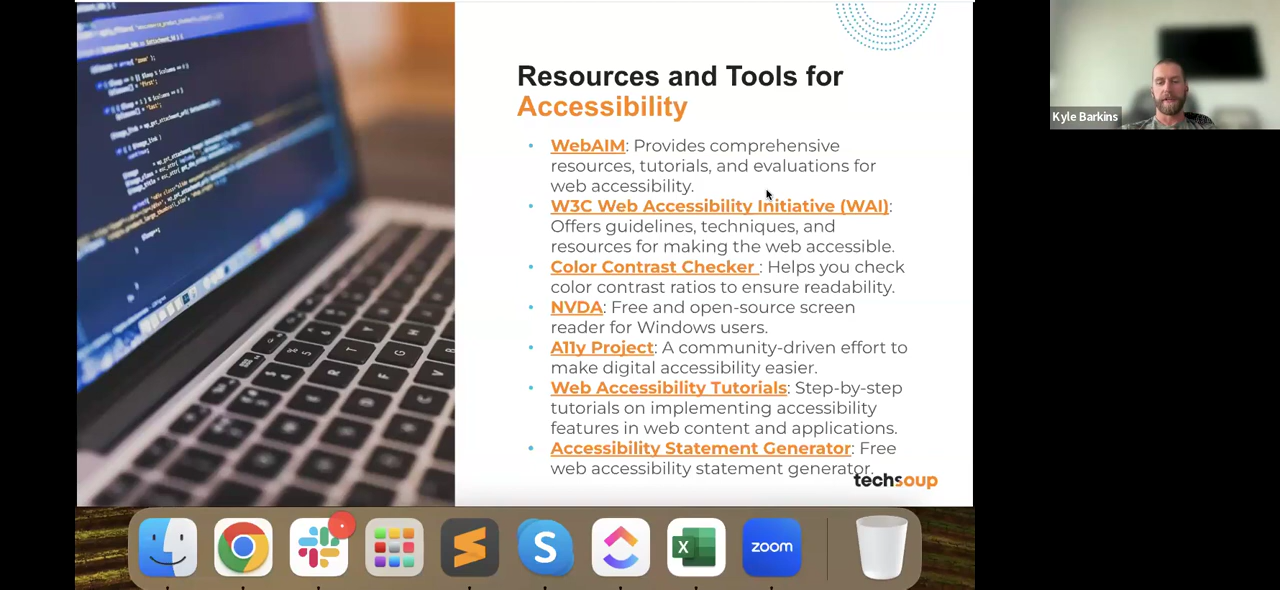 Resources and Tools for
Accessibility
WebAIM: Provides comprehensive
resources, tutorials, and evaluations for
web accessibility.
W3C Web Accessibility Initiative (WAI):
Offers guidelines, techniques, and
resources for making the web accessible.
Color Contrast Checker : Helps you check
color contrast ratios to ensure readability.
NVDA: Free and open-source screen
reader for Windows users.
A11y Project: A community-driven effort to
make digital accessibility easier.
Web Accessibility Tutorials: Step-by-step
tutorials on implementing accessibility
features in web content and applications.
Accessibility Statement Generator: Free
web accessibility statement generator.
techsoup
Kyle Barkins
S
X
zoom